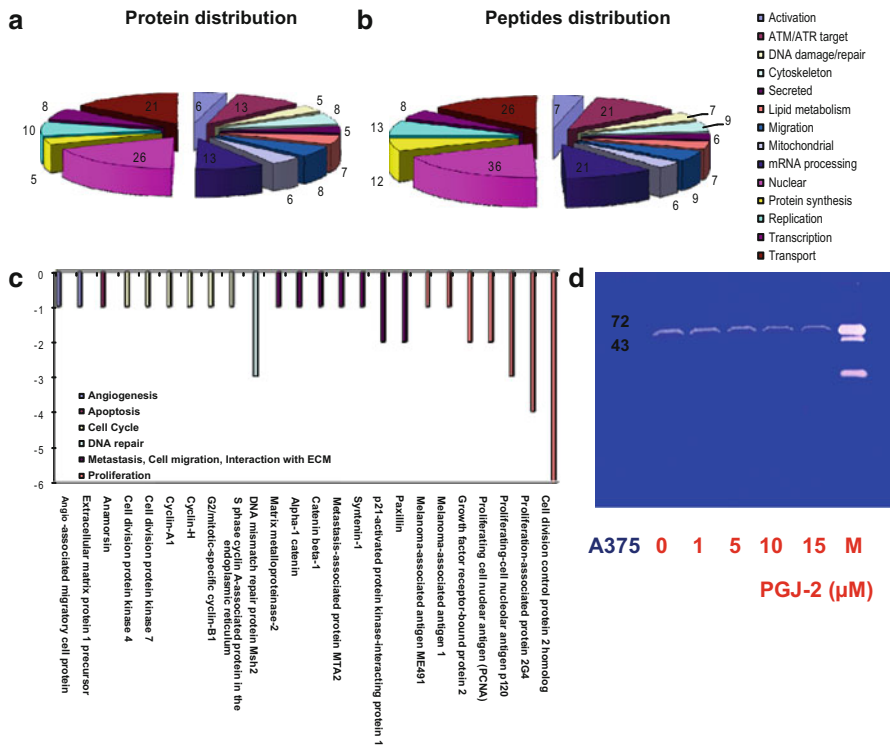 a
Protein distribution
6
13
5
8
5
7
8
6
13
26
5
10
8
21
b
Peptides distribution
7
21
7
9
6
7
9
6
21
36
12
13
8
26
Activation
ATM/ATR target
DNA damage/repair
Cytoskeleton
Secreted
Lipid metabolism
Migration
Mitochondrial
mRNA processing
Nuclear
Protein synthesis
Replication
Transcription
Transport
c
0
-1
-2
-3
-4
-5
-6
Angiogenesis
Apoptosis
Cell Cycle
DNA repair
Metastasis, Cell migration, Interaction with ECM
Proliferation
Angio-associated migratory cell protein
Extracellular matrix protein 1 precursor
Anamorsin
Cell division protein kinase 4
Cell division protein kinase 7
Cyclin-A1
Cyclin-H
G2/mitotic-specific cyclin-B1
S phase cyclin A-associated protein in the
endoplasmic reticulum
DNA mismatch repair protein Msh2
Matrix metalloproteinase-2
Alpha-1 catenin
Catenin beta-1
Metastasis-associated protein MTA2
Syntenin-1
p21-activated protein kinase-interacting protein 1
Paxillin
Melanoma-associated antigen ME491
Melanoma-associated antigen 1
Growth factor receptor-bound protein 2
Proliferating cell nuclear antigen (PCNA)
Proliferating-cell nucleolar antigen p120
Proliferation-associated protein 2G4
Cell division control protein 2 homolog
d
72
43
A375 0 1 5 10 15 M
PGJ-2 (µM)